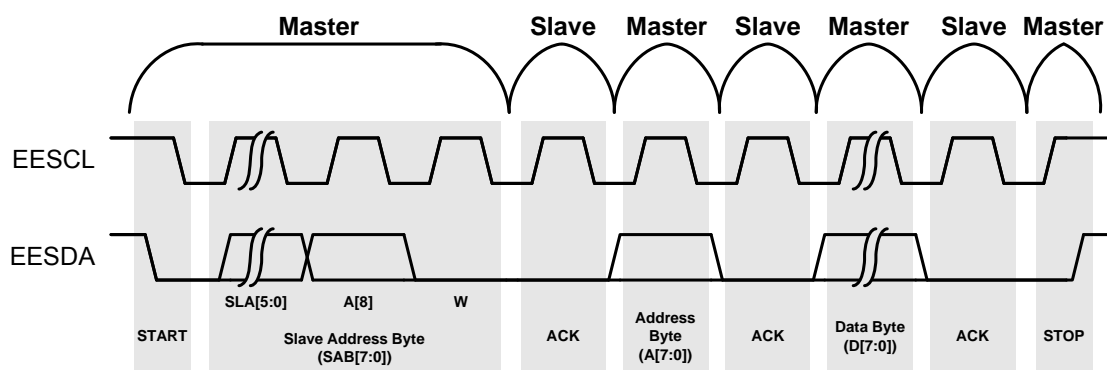 Master Slave Master Slave Master Slave Master
EESCL
EESDA
SLA[5:0] A[8] W
START
Slave Address Byte
(SAB[7:0])
ACK
Address
Byte
(A[7:0])
ACK
Data Byte
(D[7:0])
ACK
STOP